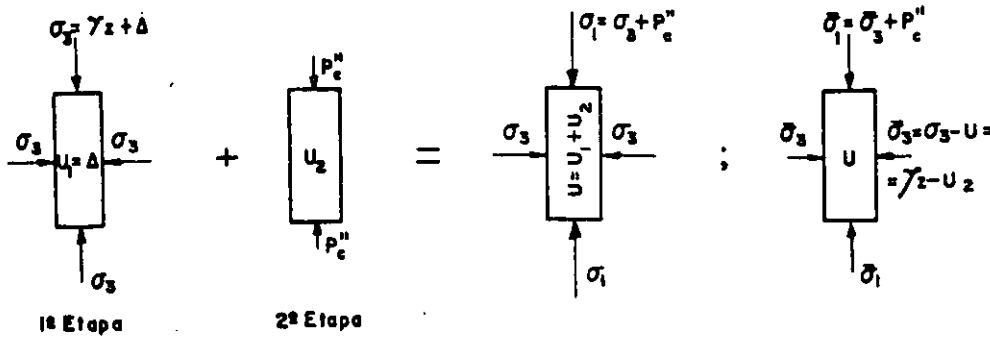 σ₃ = γz + Δ
σ₃
U₁ = Δ
σ₃
σ₃
1ª Etapa
+
P"c
U₂
P"c
2ª Etapa
=
σ₁ = σ₃ + P"c
σ₃
U = U₁ + U₂
σ₃
σ₁
;
σ̄₁ = σ̄₃ + P"c
σ̄₃
U
σ̄₃ = σ₃ - U =
= γz - U₂
σ̄₁